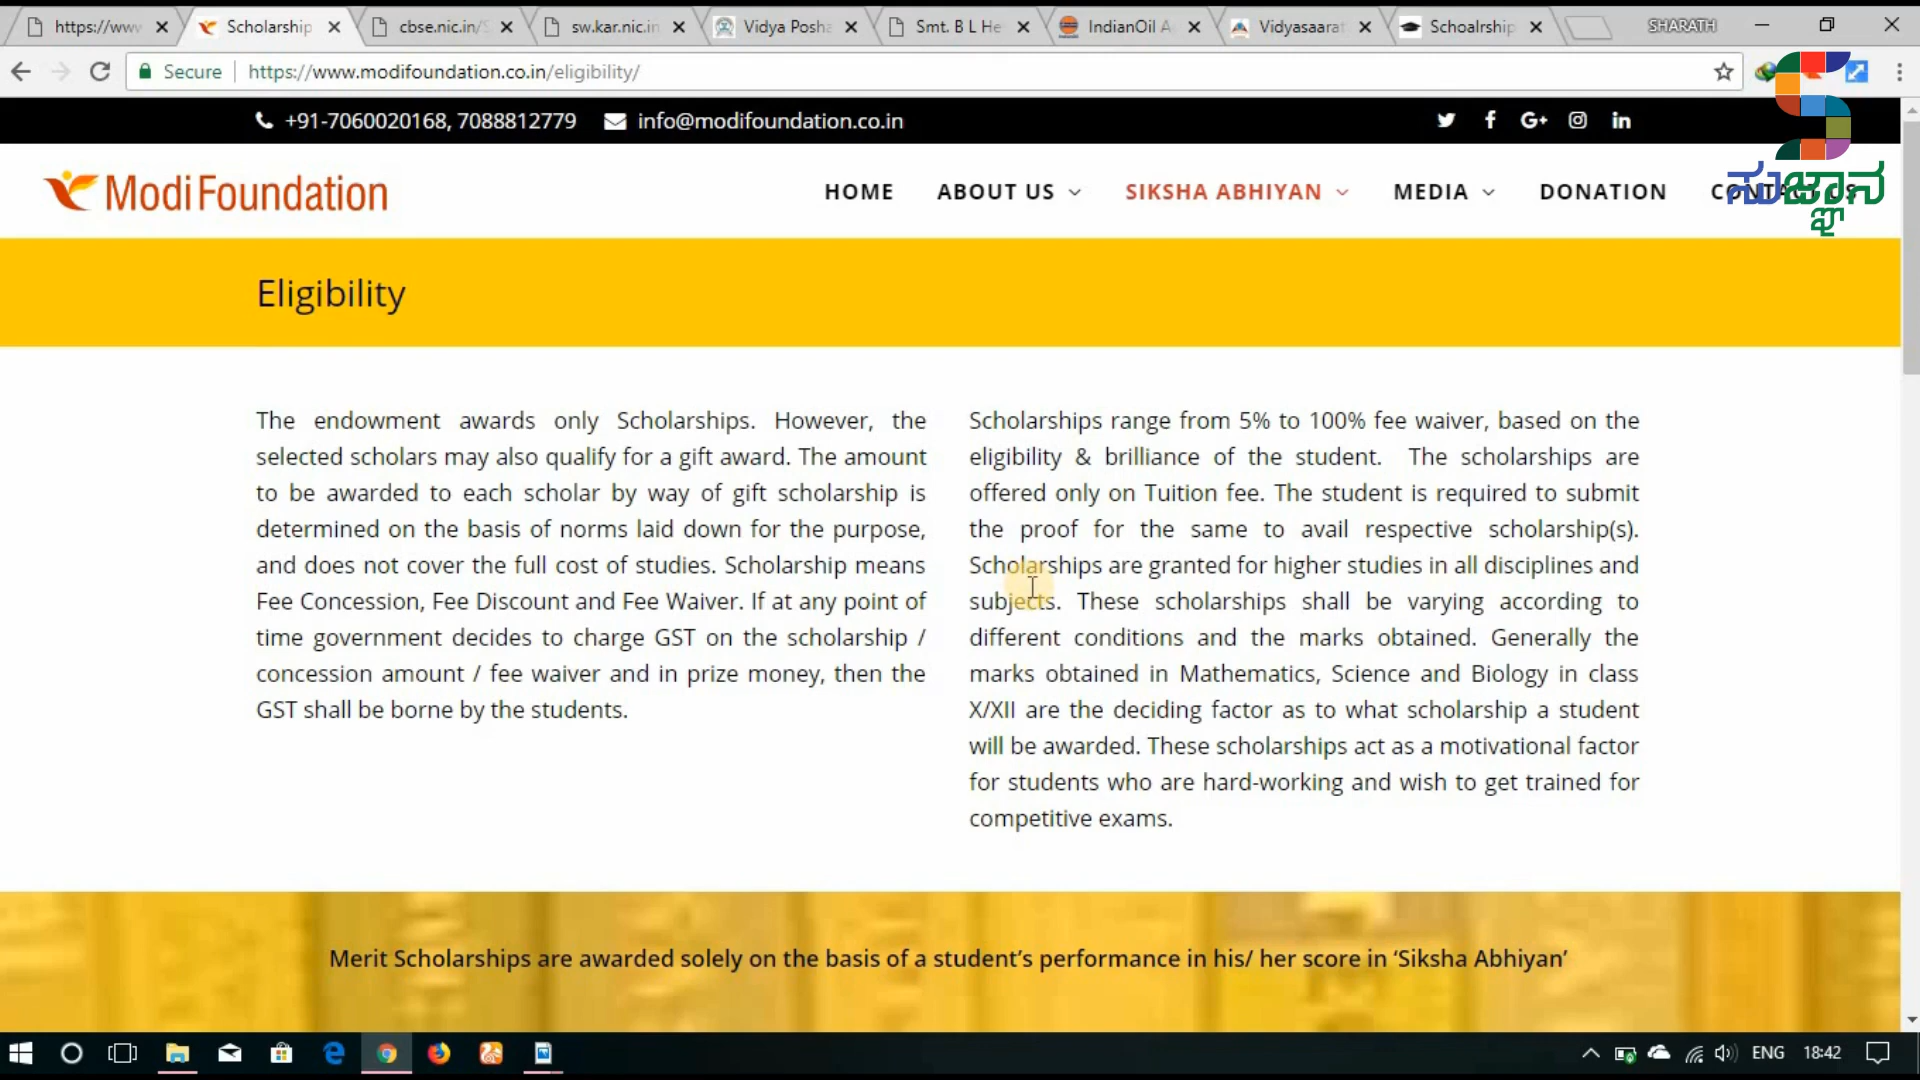 https://www
Scholarship
cbse.nic.in/S
sw.kar.nic.in
Vidya Posha
Smt. B L He
IndianOil A
Vidyasaarat
Schoalrship
SHARATH
Secure
https://www.modifoundation.co.in/eligibility/
+91-7060020168, 7088812779
info@modifoundation.co.in
G+
in
Modi Foundation
HOME
ABOUT US
SIKSHA ABHIYAN
MEDIA
DONATION
CONTACT US
ಸುಜ್ಞಾನ
Eligibility
The endowment awards only Scholarships. However, the
selected scholars may also qualify for a gift award. The amount
to be awarded to each scholar by way of gift scholarship is
determined on the basis of norms laid down for the purpose,
and does not cover the full cost of studies. Scholarship means
Fee Concession, Fee Discount and Fee Waiver. If at any point of
time government decides to charge GST on the scholarship /
concession amount / fee waiver and in prize money, then the
GST shall be borne by the students.
Scholarships range from 5% to 100% fee waiver, based on the
eligibility & brilliance of the student. The scholarships are
offered only on Tuition fee. The student is required to submit
the proof for the same to avail respective scholarship(s).
Scholarships are granted for higher studies in all disciplines and
subjects. These scholarships shall be varying according to
different conditions and the marks obtained. Generally the
marks obtained in Mathematics, Science and Biology in class
X/XII are the deciding factor as to what scholarship a student
will be awarded. These scholarships act as a motivational factor
for students who are hard-working and wish to get trained for
competitive exams.
Merit Scholarships are awarded solely on the basis of a student’s performance in his/ her score in ‘Siksha Abhiyan’
ENG
18:42